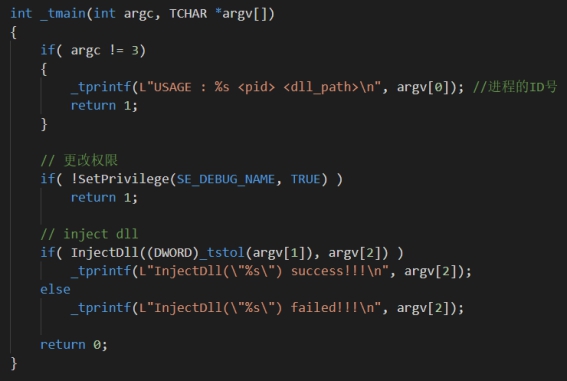 int _tmain(int argc, TCHAR *argv[])
{
    if( argc != 3)
    {
        _tprintf(L"USAGE : %s <pid> <dll_path>\n", argv[0]); //进程的ID号
        return 1;
    }

    // 更改权限
    if( !SetPrivilege(SE_DEBUG_NAME, TRUE) )
        return 1;

    // inject dll
    if( InjectDll((DWORD)_tstol(argv[1]), argv[2]) )
        _tprintf(L"InjectDll(\"%s\") success!!!\n", argv[2]);
    else
        _tprintf(L"InjectDll(\"%s\") failed!!!\n", argv[2]);

    return 0;
}